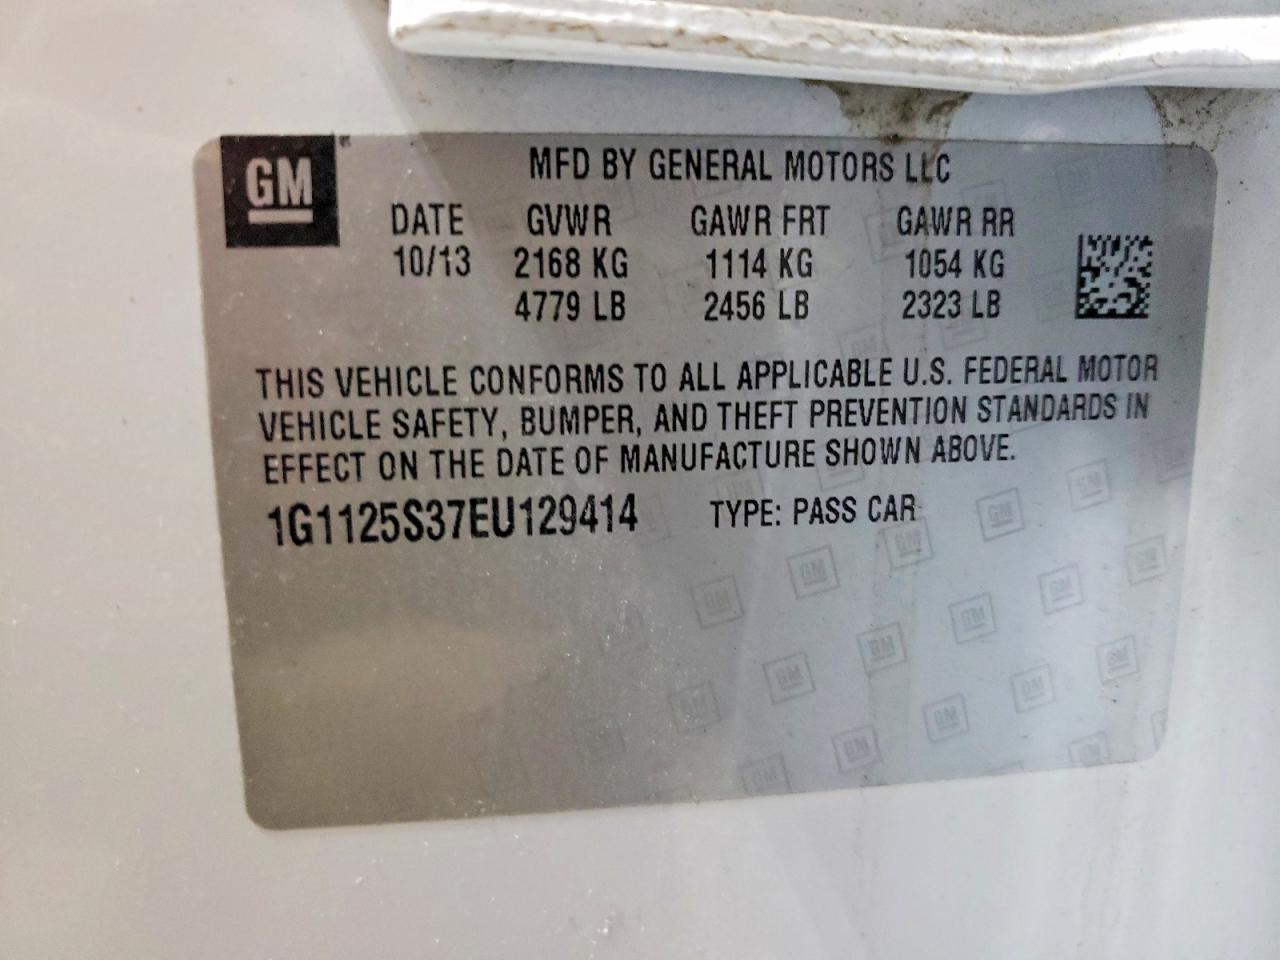 GM
MFD BY GENERAL MOTORS LLC
DATE GVWR GAWR FRT GAWR RR
10/13 2168 KG 1114 KG 1054 KG
4779 LB 2456 LB 2323 LB
THIS VEHICLE CONFORMS TO ALL APPLICABLE U.S. FEDERAL MOTOR
VEHICLE SAFETY, BUMPER, AND THEFT PREVENTION STANDARDS IN
EFFECT ON THE DATE OF MANUFACTURE SHOWN ABOVE.
1G1125S37EU129414 TYPE: PASS CAR